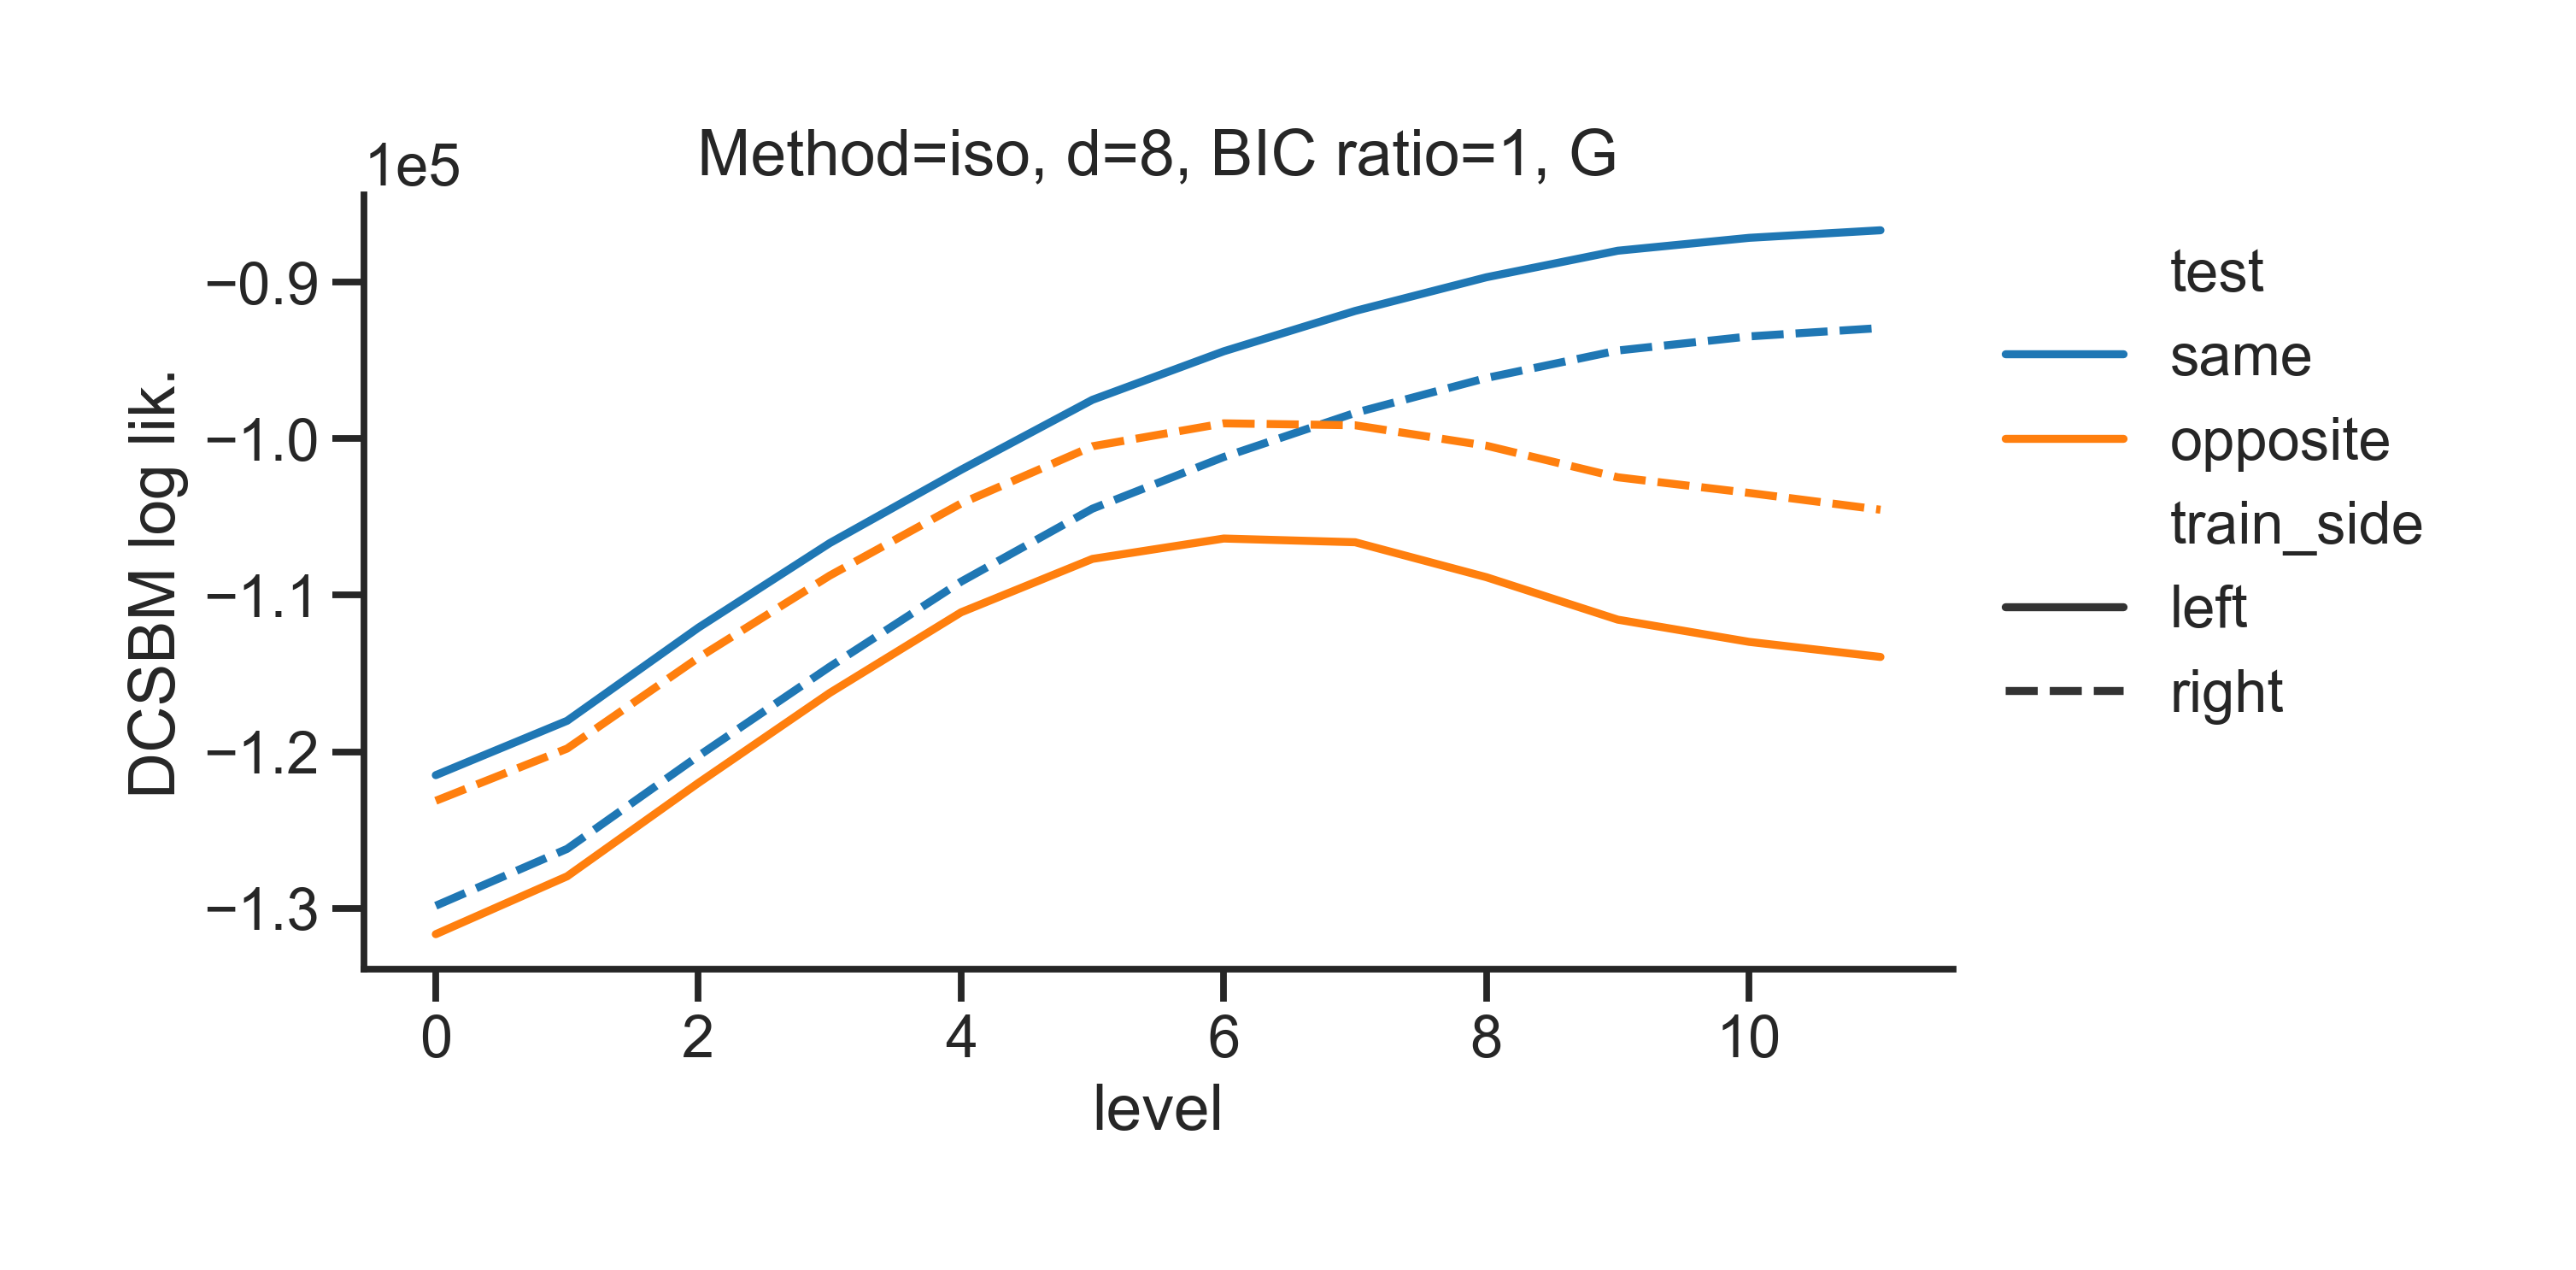 Method=iso, d=8, BIC ratio=1, G
1e5
−0.9
−1.0
−1.1
−1.2
−1.3
DCSBM log lik.
0 2 4 6 8 10
level
test
same
opposite
train_side
left
right